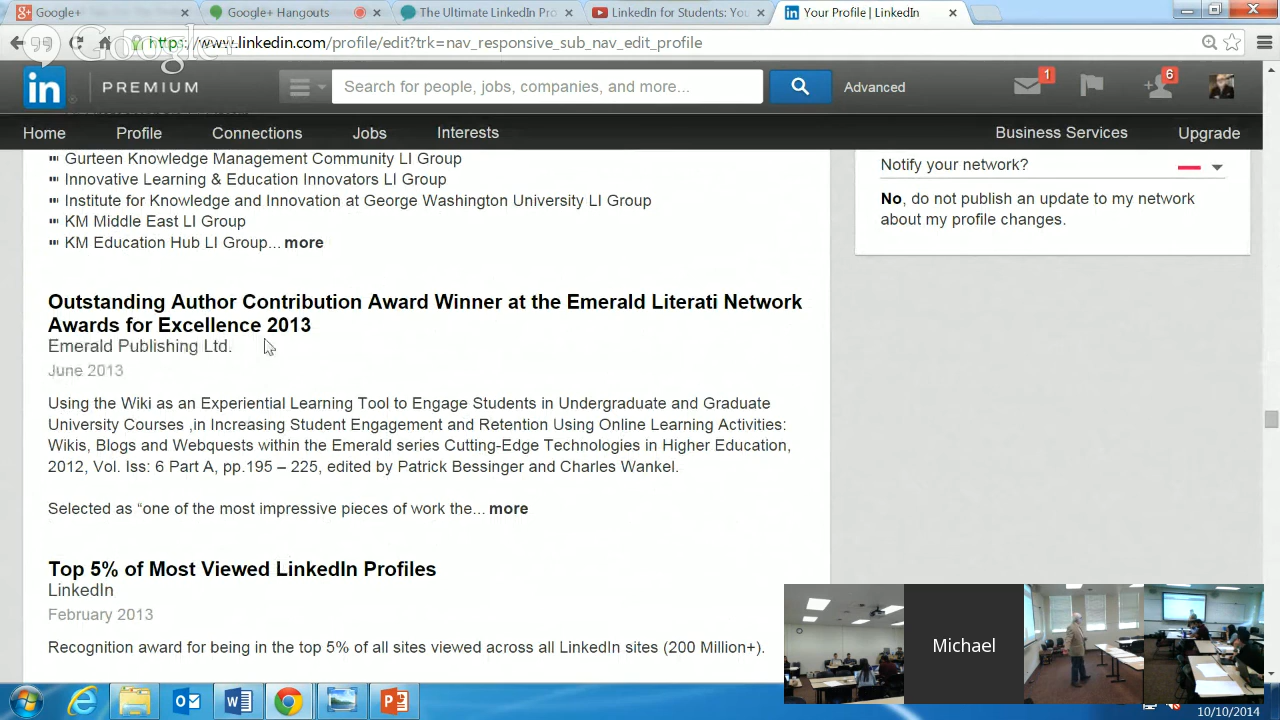 Google+
Google+ Hangouts
The Ultimate LinkedIn Pro
LinkedIn for Students: You
Your Profile | LinkedIn
Google+
https://www.linkedin.com/profile/edit?trk=nav_responsive_sub_nav_edit_profile
in
PREMIUM
Search for people, jobs, companies, and more...
Advanced
1
6
Home
Profile
Connections
Jobs
Interests
Business Services
Upgrade
Gurteen Knowledge Management Community LI Group
Innovative Learning & Education Innovators LI Group
Institute for Knowledge and Innovation at George Washington University LI Group
KM Middle East LI Group
KM Education Hub LI Group... more
Notify your network?
No, do not publish an update to my network
about my profile changes.
Outstanding Author Contribution Award Winner at the Emerald Literati Network
Awards for Excellence 2013
Emerald Publishing Ltd.
June 2013
Using the Wiki as an Experiential Learning Tool to Engage Students in Undergraduate and Graduate
University Courses ,in Increasing Student Engagement and Retention Using Online Learning Activities:
Wikis, Blogs and Webquests within the Emerald series Cutting-Edge Technologies in Higher Education,
2012, Vol. Iss: 6 Part A, pp.195 – 225, edited by Patrick Bessinger and Charles Wankel.
Selected as “one of the most impressive pieces of work the... more
Top 5% of Most Viewed LinkedIn Profiles
LinkedIn
February 2013
Recognition award for being in the top 5% of all sites viewed across all LinkedIn sites (200 Million+).
Michael
10/10/2014